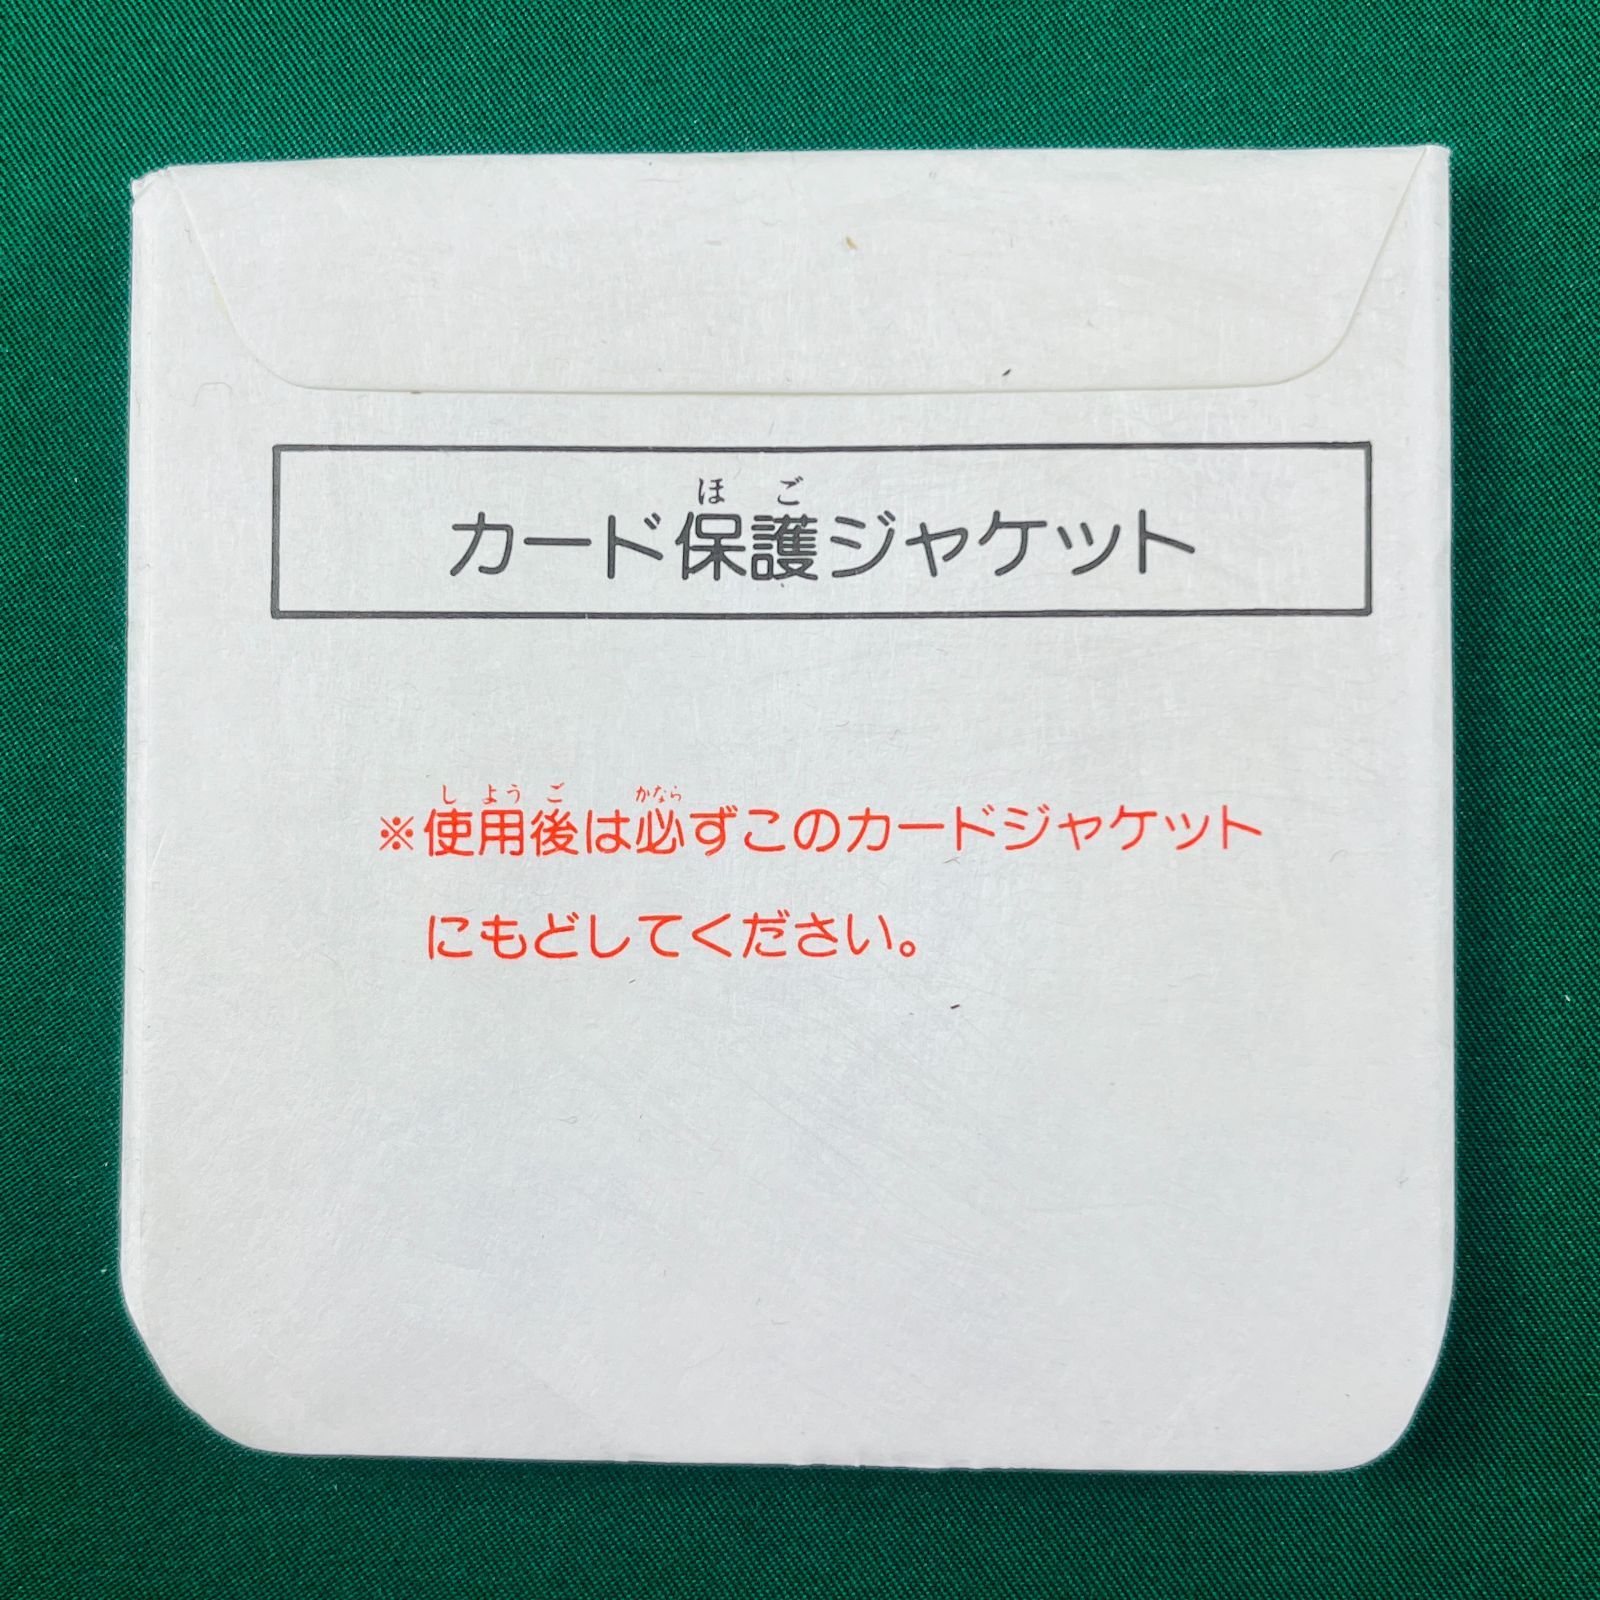 ほご
カード保護ジャケット
しようご かなら
※使用後は必ずこのカードジャケット
にもどしてください。